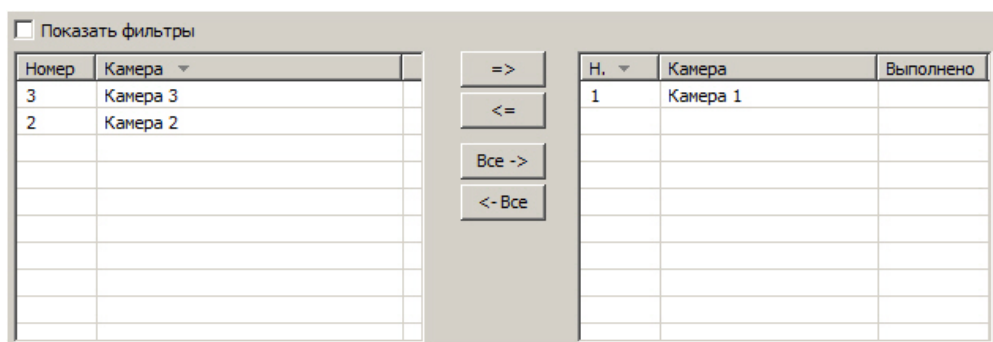 Показать фильтры
Номер Камера
3 Камера 3
2 Камера 2
=>
<=
Все ->
<- Все
Н. Камера Выполнено
1 Камера 1